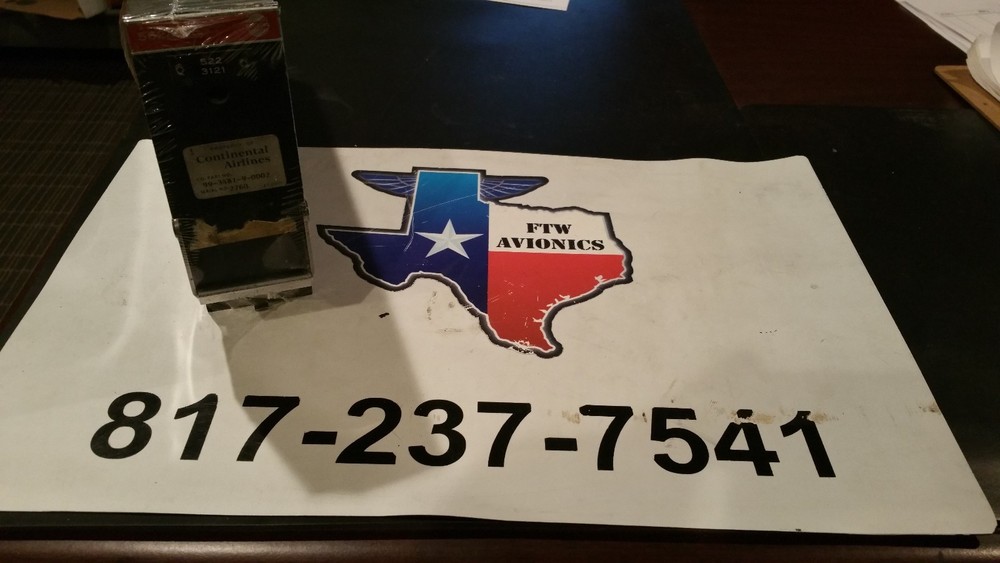 522
3121
Continental
Airlines
FTW
AVIONICS
817-237-7541